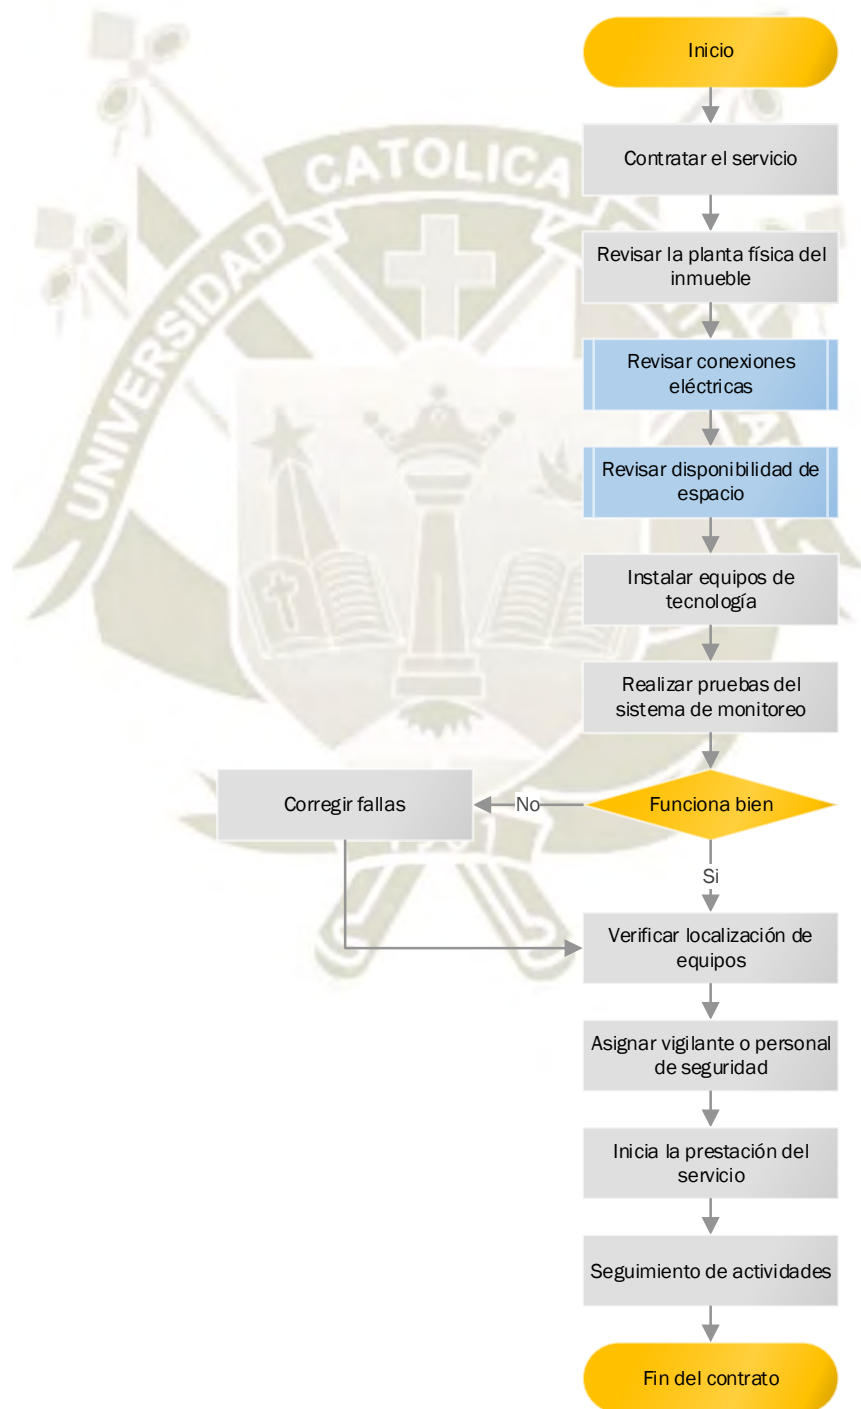 Inicio
Contratar el servicio
Revisar la planta física del
inmueble
Revisar conexiones
eléctricas
Revisar disponibilidad de
espacio
Instalar equipos de
tecnología
Realizar pruebas del
sistema de monitoreo
Funciona bien
No
Corregir fallas
Si
Verificar localización de
equipos
Asignar vigilante o personal
de seguridad
Inicia la prestación del
servicio
Seguimiento de actividades
Fin del contrato
UNIVERSIDAD
CATOLICA